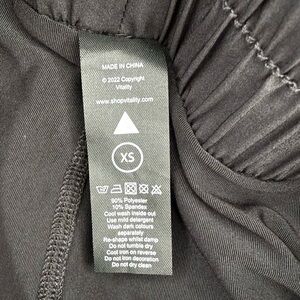 MADE IN CHINA
© 2022 Copyright
Vitality
www.shopvitality.com
XS
90% Polyester
10% Spandex
Cool wash inside out
Use mild detergent
Wash dark colours
separately
Re-shape whilst damp
Do not tumble dry
Cool iron on reverse
Do not iron decoration
Do not dry clean